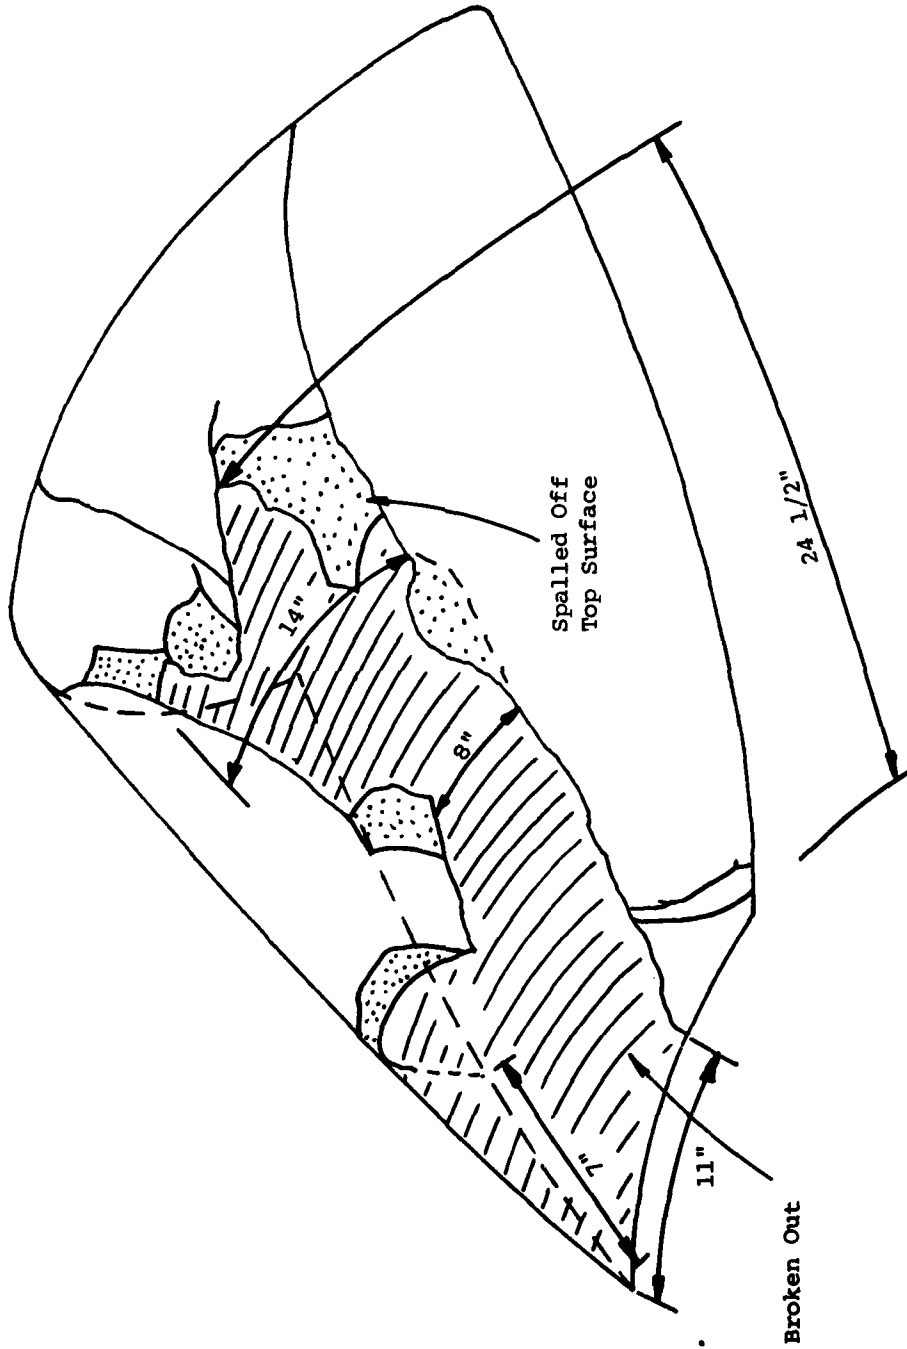 14"
8"
Spalled Off
Top Surface
24 1/2"
7"
11"
Broken Out